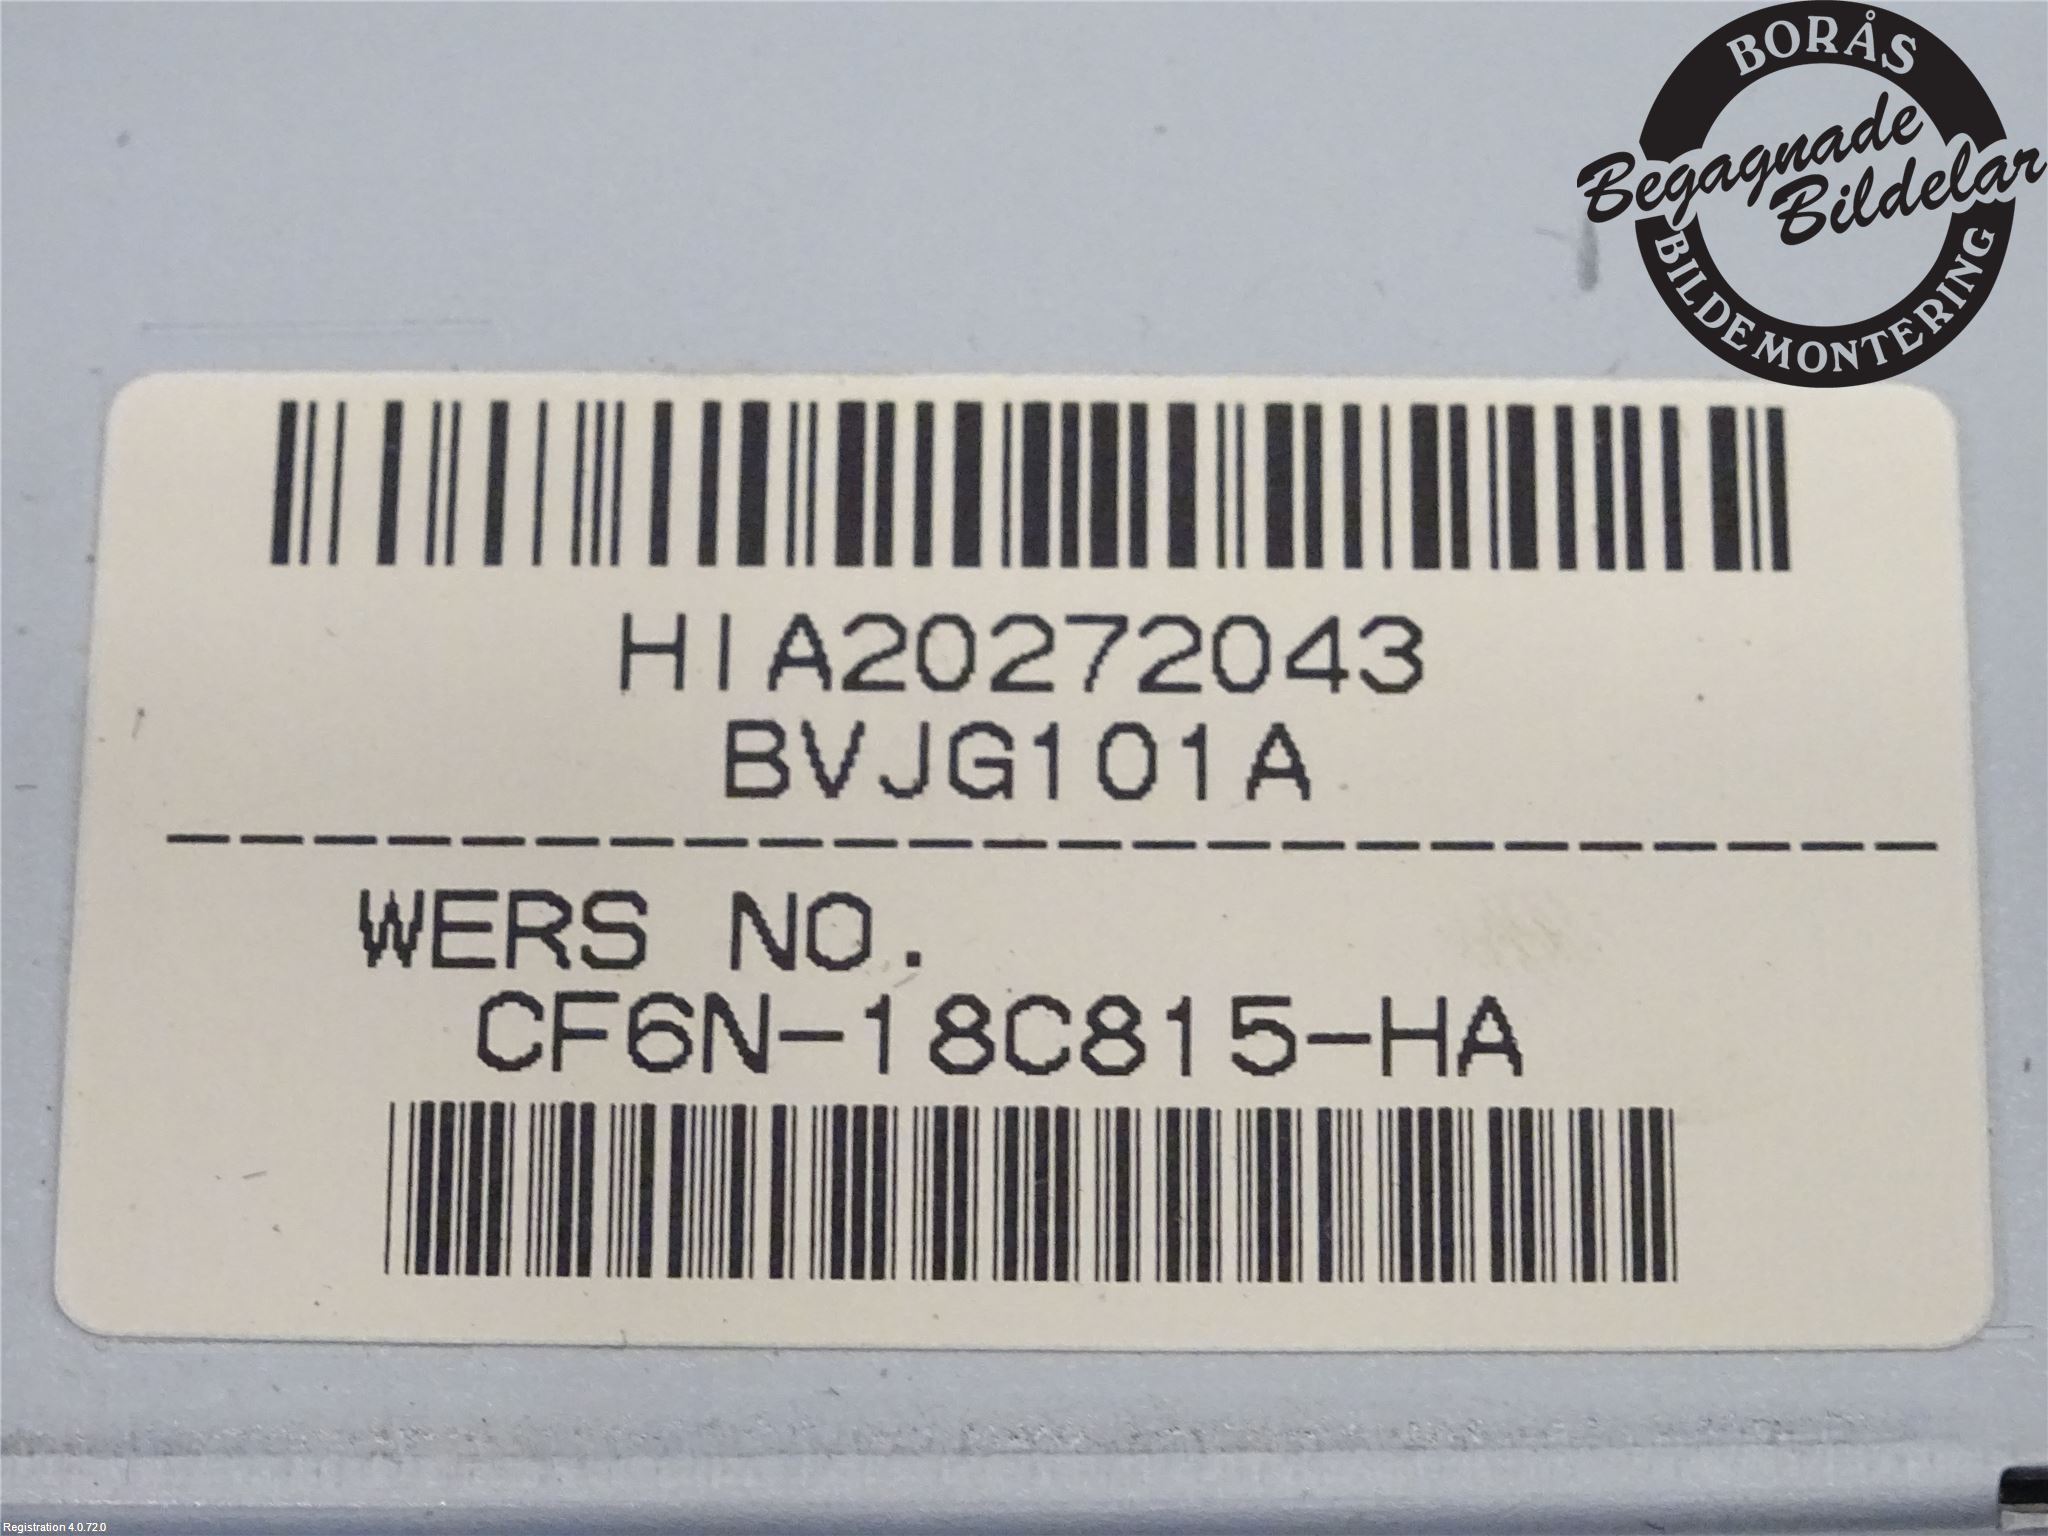 BORÅS
Begagnade
Bildelar
BILDEMONTERING
HIA20272043
BVJG101A
------------------------
WERS NO.
CF6N-18C815-HA
Registration 4.0.72.0